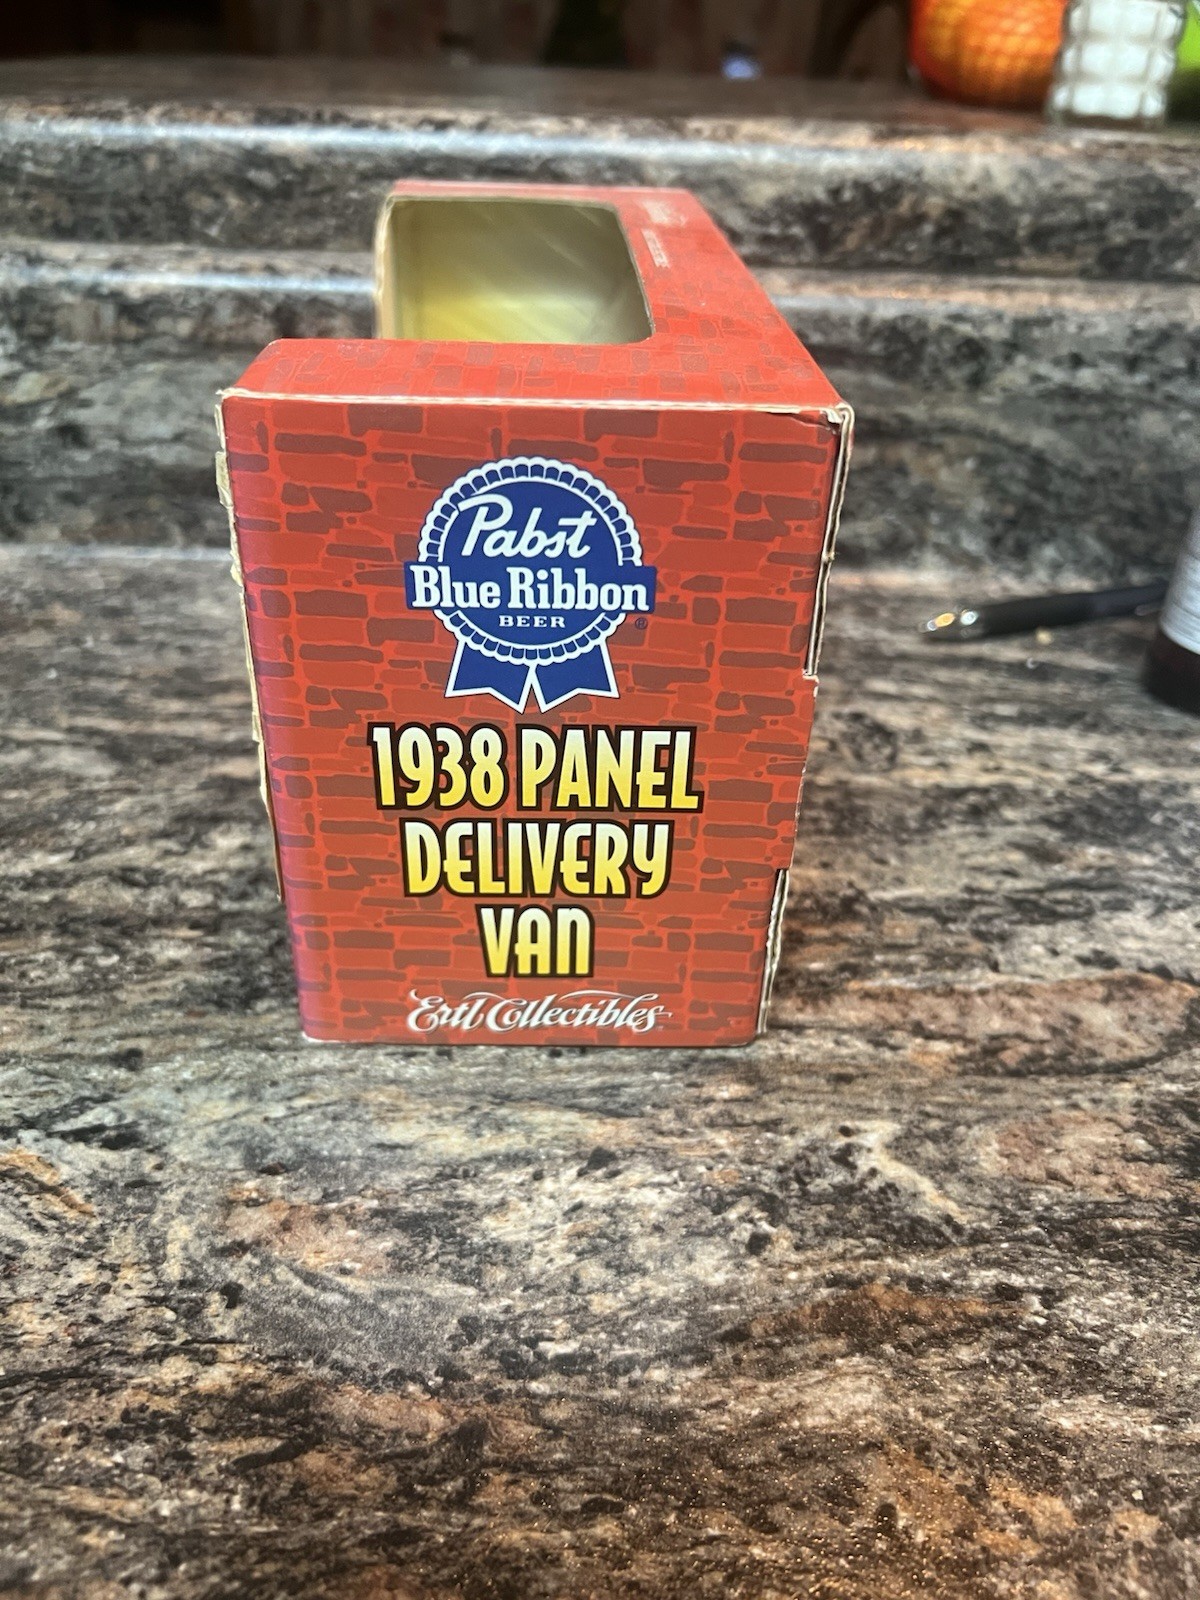 Pabst
Blue Ribbon
BEER
®
1938 PANEL
DELIVERY
VAN
Ertl Collectibles